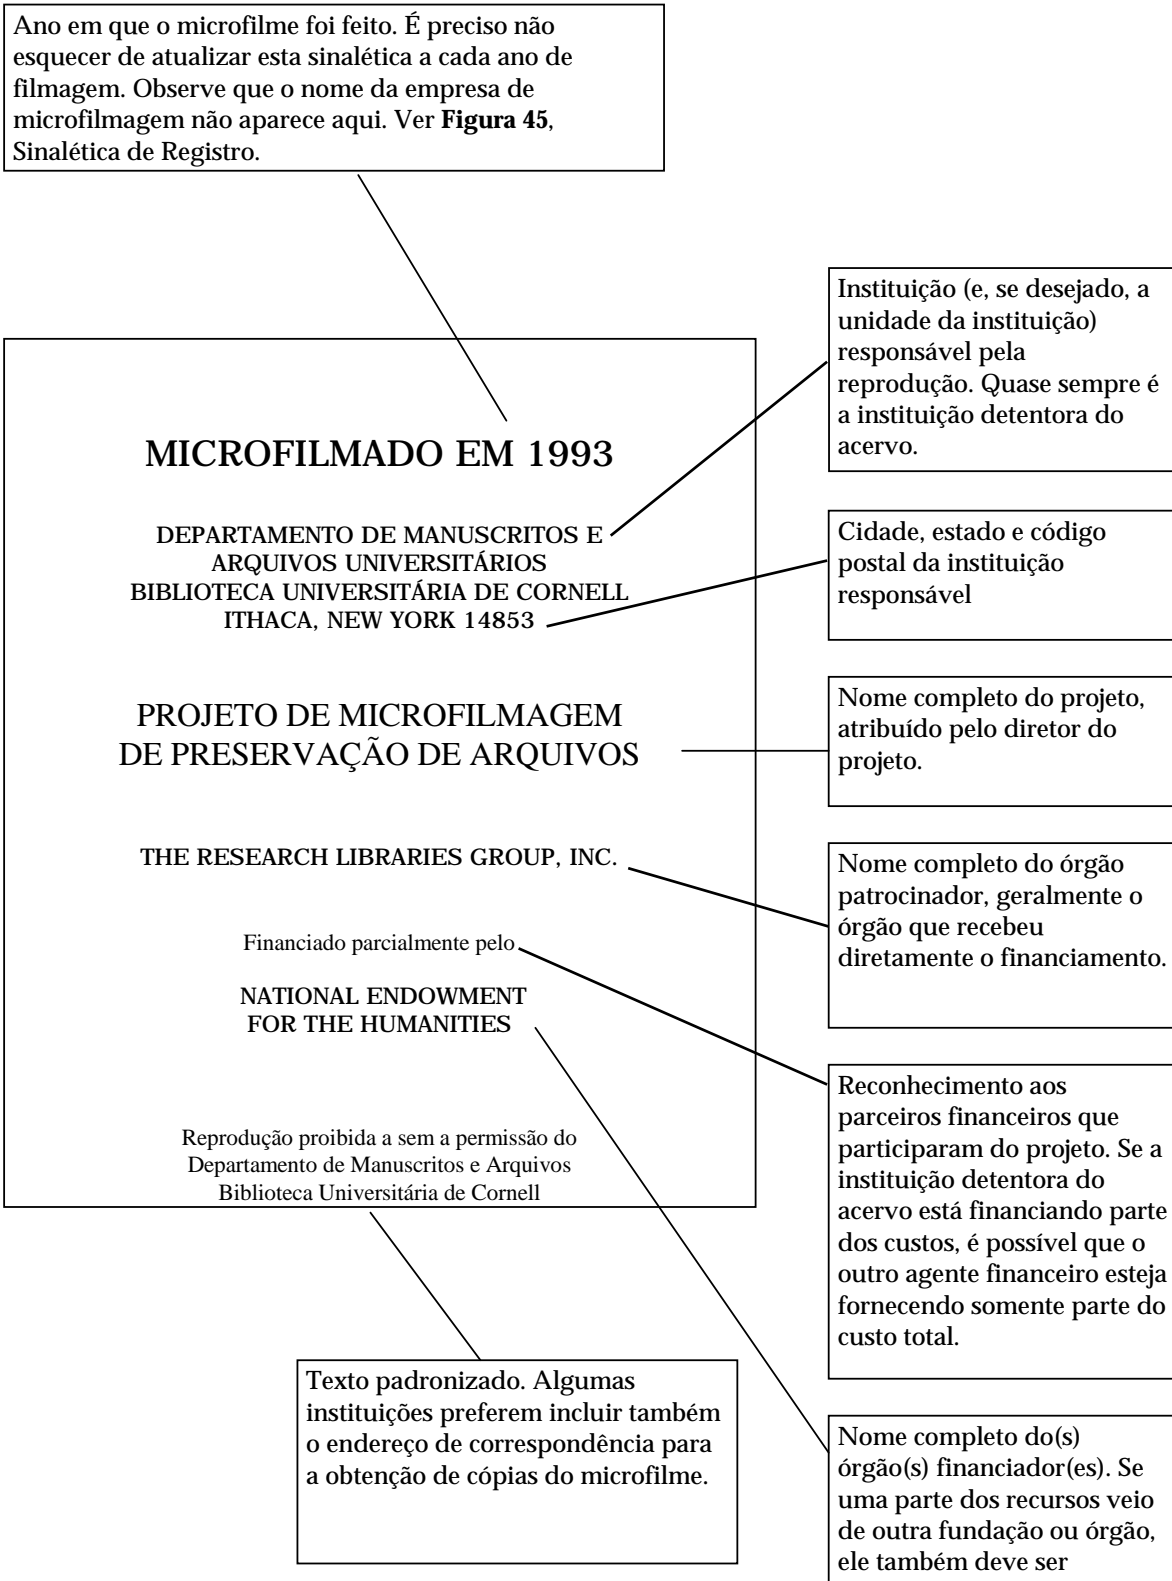 Ano em que o microfilme foi feito. É preciso não
esquecer de atualizar esta sinalética a cada ano de
filmagem. Observe que o nome da empresa de
microfilmagem não aparece aqui. Ver Figura 45,
Sinalética de Registro.
MICROFILMADO EM 1993
DEPARTAMENTO DE MANUSCRITOS E
ARQUIVOS UNIVERSITÁRIOS
BIBLIOTECA UNIVERSITÁRIA DE CORNELL
ITHACA, NEW YORK 14853
PROJETO DE MICROFILMAGEM
DE PRESERVAÇÃO DE ARQUIVOS
THE RESEARCH LIBRARIES GROUP, INC.
Financiado parcialmente pelo
NATIONAL ENDOWMENT
FOR THE HUMANITIES
Reprodução proibida a sem a permissão do
Departamento de Manuscritos e Arquivos
Biblioteca Universitária de Cornell
Instituição (e, se desejado, a
unidade da instituição)
responsável pela
reprodução. Quase sempre é
a instituição detentora do
acervo.
Cidade, estado e código
postal da instituição
responsável
Nome completo do projeto,
atribuído pelo diretor do
projeto.
Nome completo do órgão
patrocinador, geralmente o
órgão que recebeu
diretamente o financiamento.
Reconhecimento aos
parceiros financeiros que
participaram do projeto. Se a
instituição detentora do
acervo está financiando parte
dos custos, é possível que o
outro agente financeiro esteja
fornecendo somente parte do
custo total.
Texto padronizado. Algumas
instituições preferem incluir também
o endereço de correspondência para
a obtenção de cópias do microfilme.
Nome completo do(s)
órgão(s) financiador(es). Se
uma parte dos recursos veio
de outra fundação ou órgão,
ele também deve ser